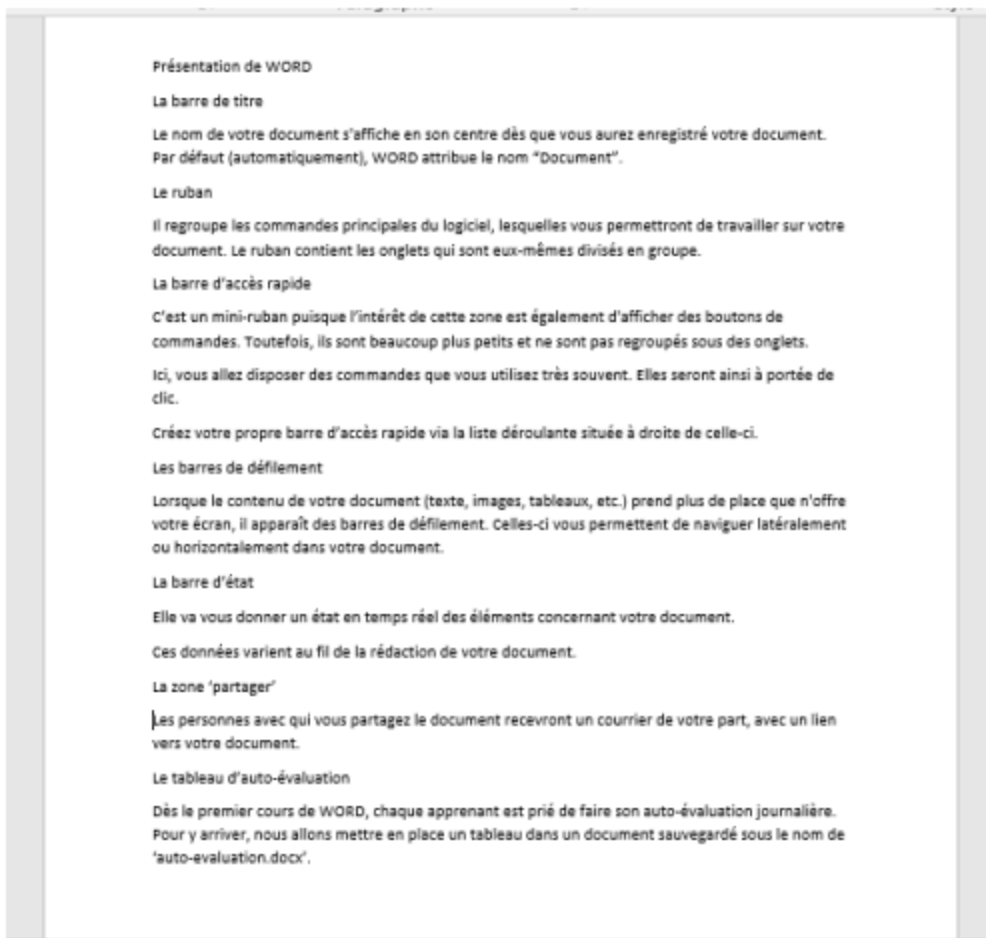 Présentation de WORD
La barre de titre
Le nom de votre document s'affiche en son centre dès que vous aurez enregistré votre document.
Par défaut (automatiquement), WORD attribue le nom “Document”.
Le ruban
Il regroupe les commandes principales du logiciel, lesquelles vous permettront de travailler sur votre
document. Le ruban contient les onglets qui sont eux-mêmes divisés en groupe.
La barre d'accès rapide
C'est un mini-ruban puisque l'intérêt de cette zone est également d'afficher des boutons de
commandes. Toutefois, ils sont beaucoup plus petits et ne sont pas regroupés sous des onglets.
Ici, vous allez disposer des commandes que vous utilisez très souvent. Elles seront ainsi à portée de
clic.
Créez votre propre barre d'accès rapide via la liste déroulante située à droite de celle-ci.
Les barres de défilement
Lorsque le contenu de votre document (texte, images, tableaux, etc.) prend plus de place que n'offre
votre écran, il apparaît des barres de défilement. Celles-ci vous permettent de naviguer latéralement
ou horizontalement dans votre document.
La barre d'état
Elle va vous donner un état en temps réel des éléments concernant votre document.
Ces données varient au fil de la rédaction de votre document.
La zone ‘partager’
Les personnes avec qui vous partagez le document recevront un courrier de votre part, avec un lien
vers votre document.
Le tableau d'auto-évaluation
Dès le premier cours de WORD, chaque apprenant est prié de faire son auto-évaluation journalière.
Pour y arriver, nous allons mettre en place un tableau dans un document sauvegardé sous le nom de
‘auto-evaluation.docx’.